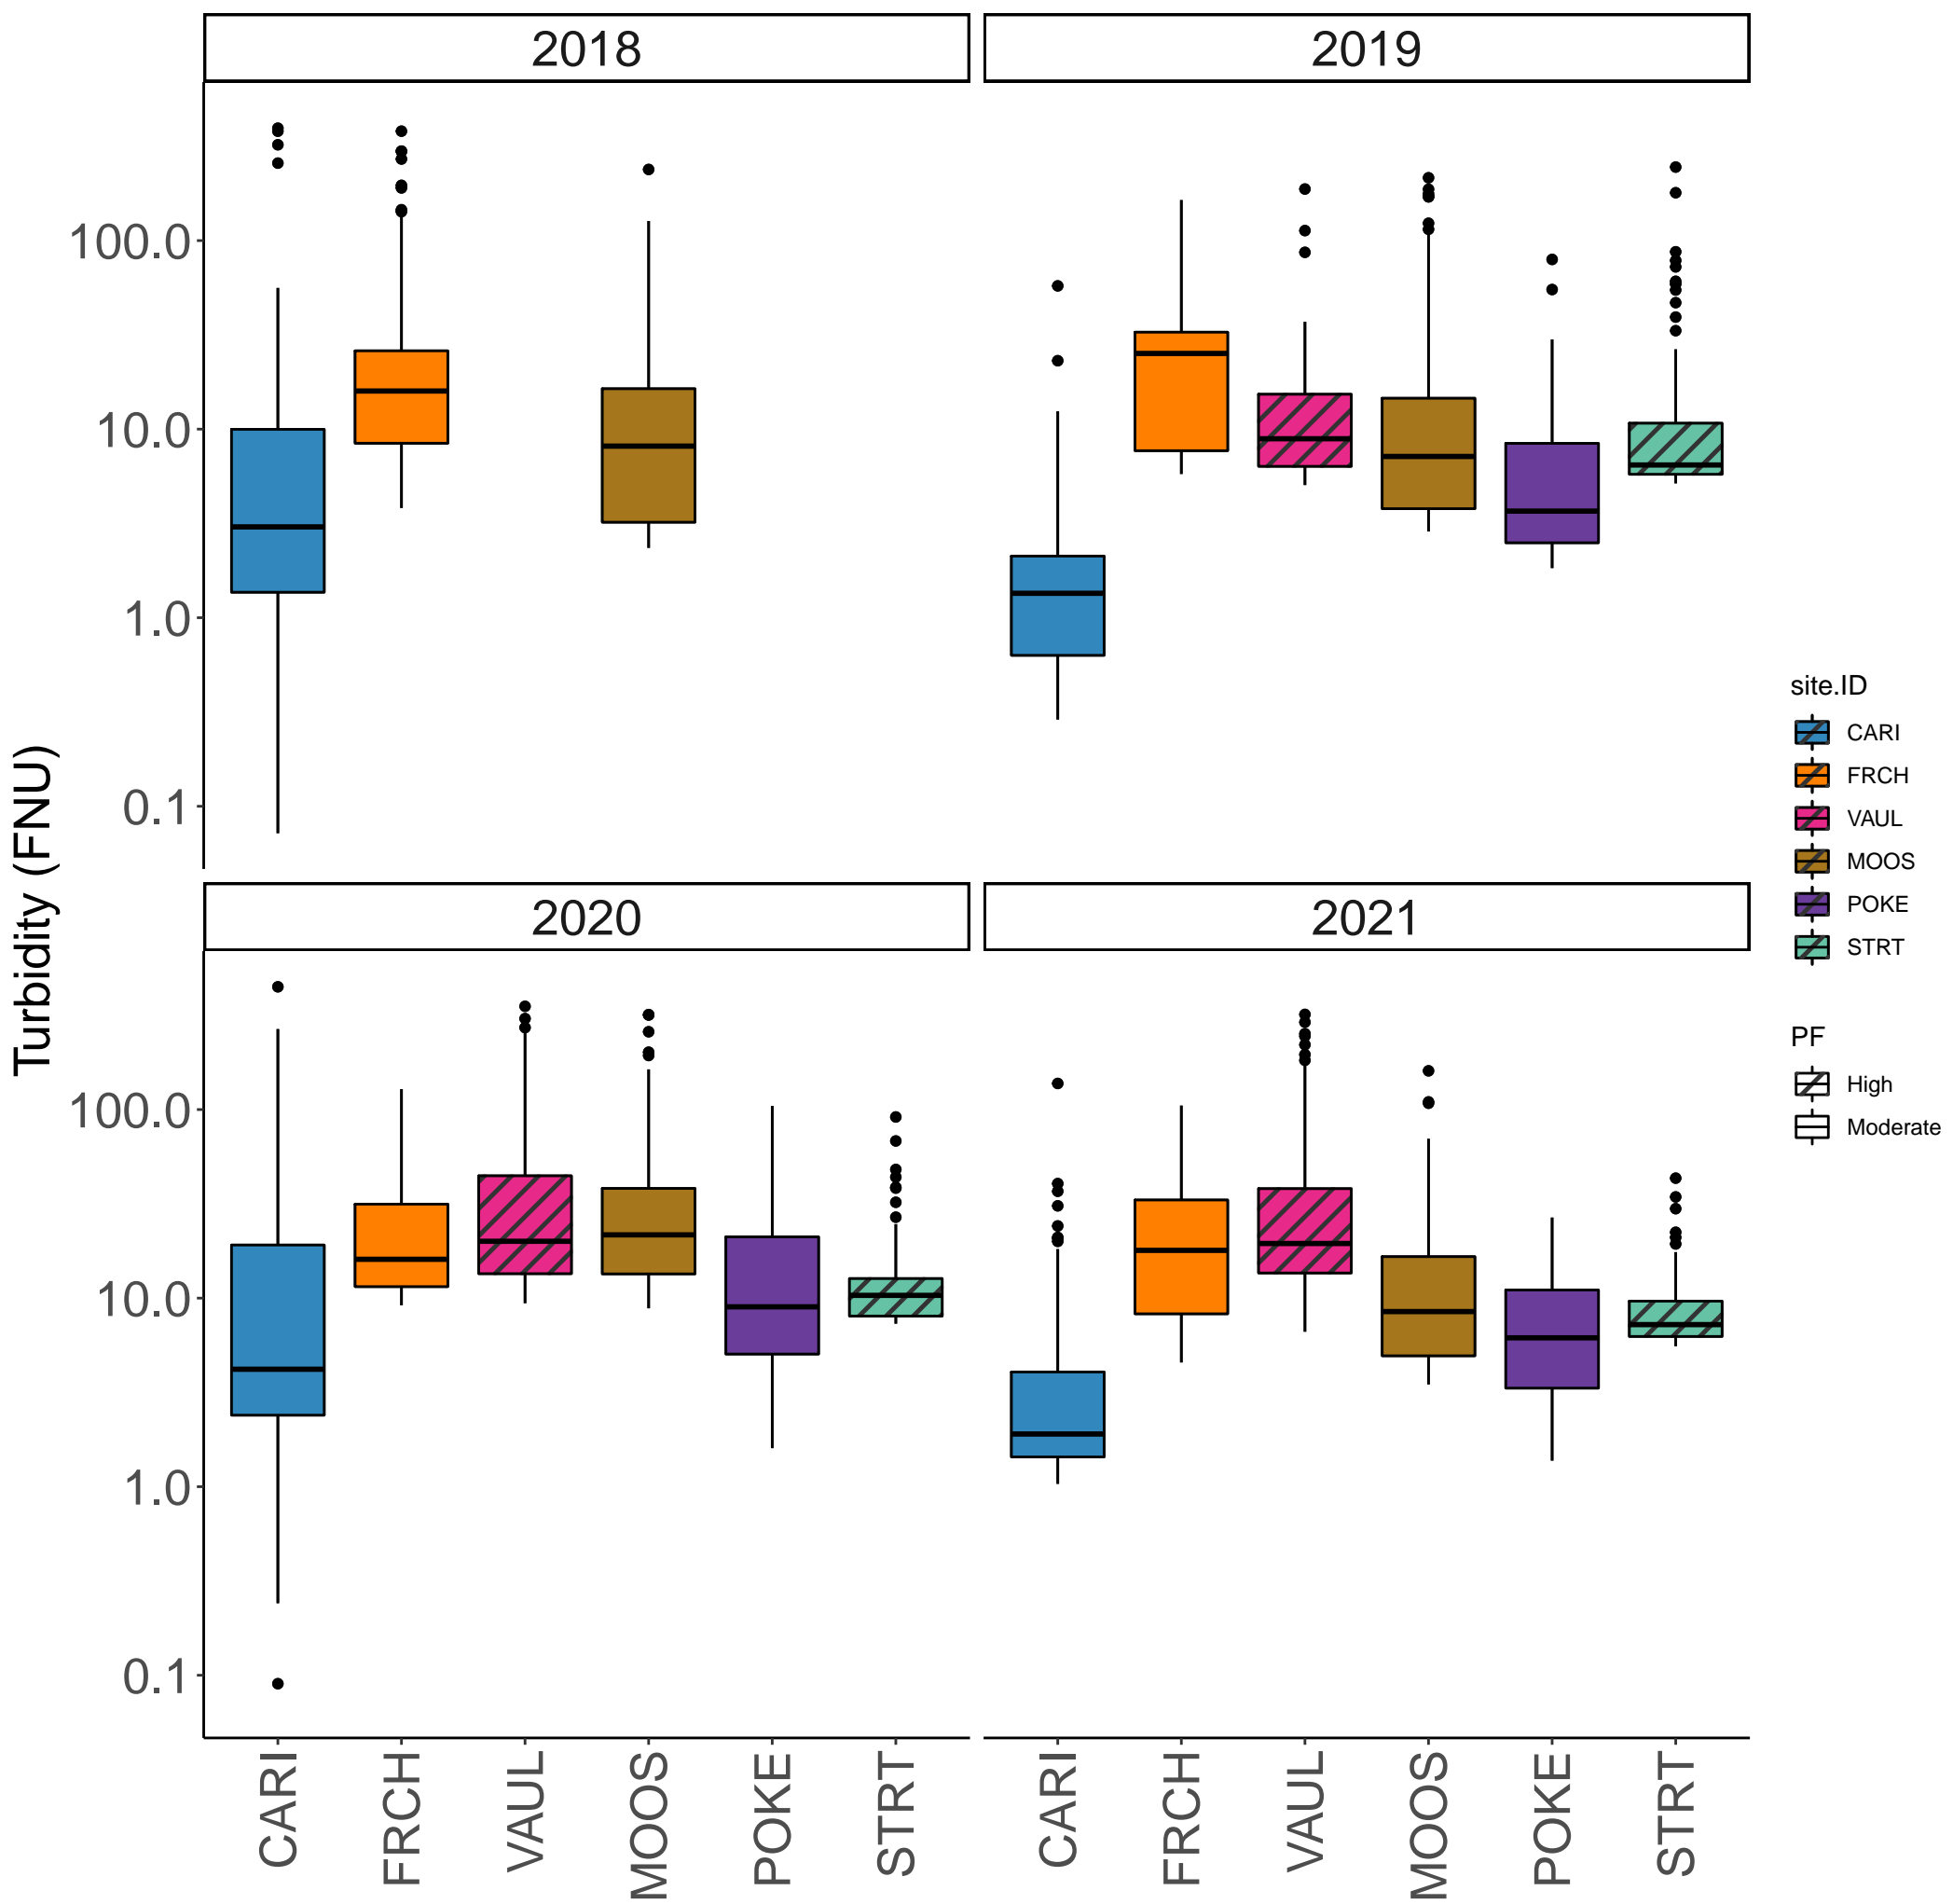 2018
2019
100.0
10.0
1.0
0.1
Turbidity (FNU)
2020
2021
100.0
10.0
1.0
0.1
CARI
FRCH
VAUL
MOOS
POKE
STRT
CARI
FRCH
VAUL
MOOS
POKE
STRT
site.ID
CARI
FRCH
VAUL
MOOS
POKE
STRT
PF
High
Moderate